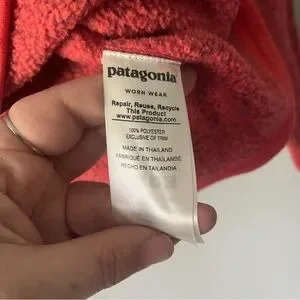 patagonia®
WORN WEAR
Repair, Reuse, Recycle
This Product
www.patagonia.com
100% POLYESTER
EXCLUSIVE OF TRIM
MADE IN THAILAND
FABRIQUÉ EN THAÏLANDE
HECHO EN TAILANDIA